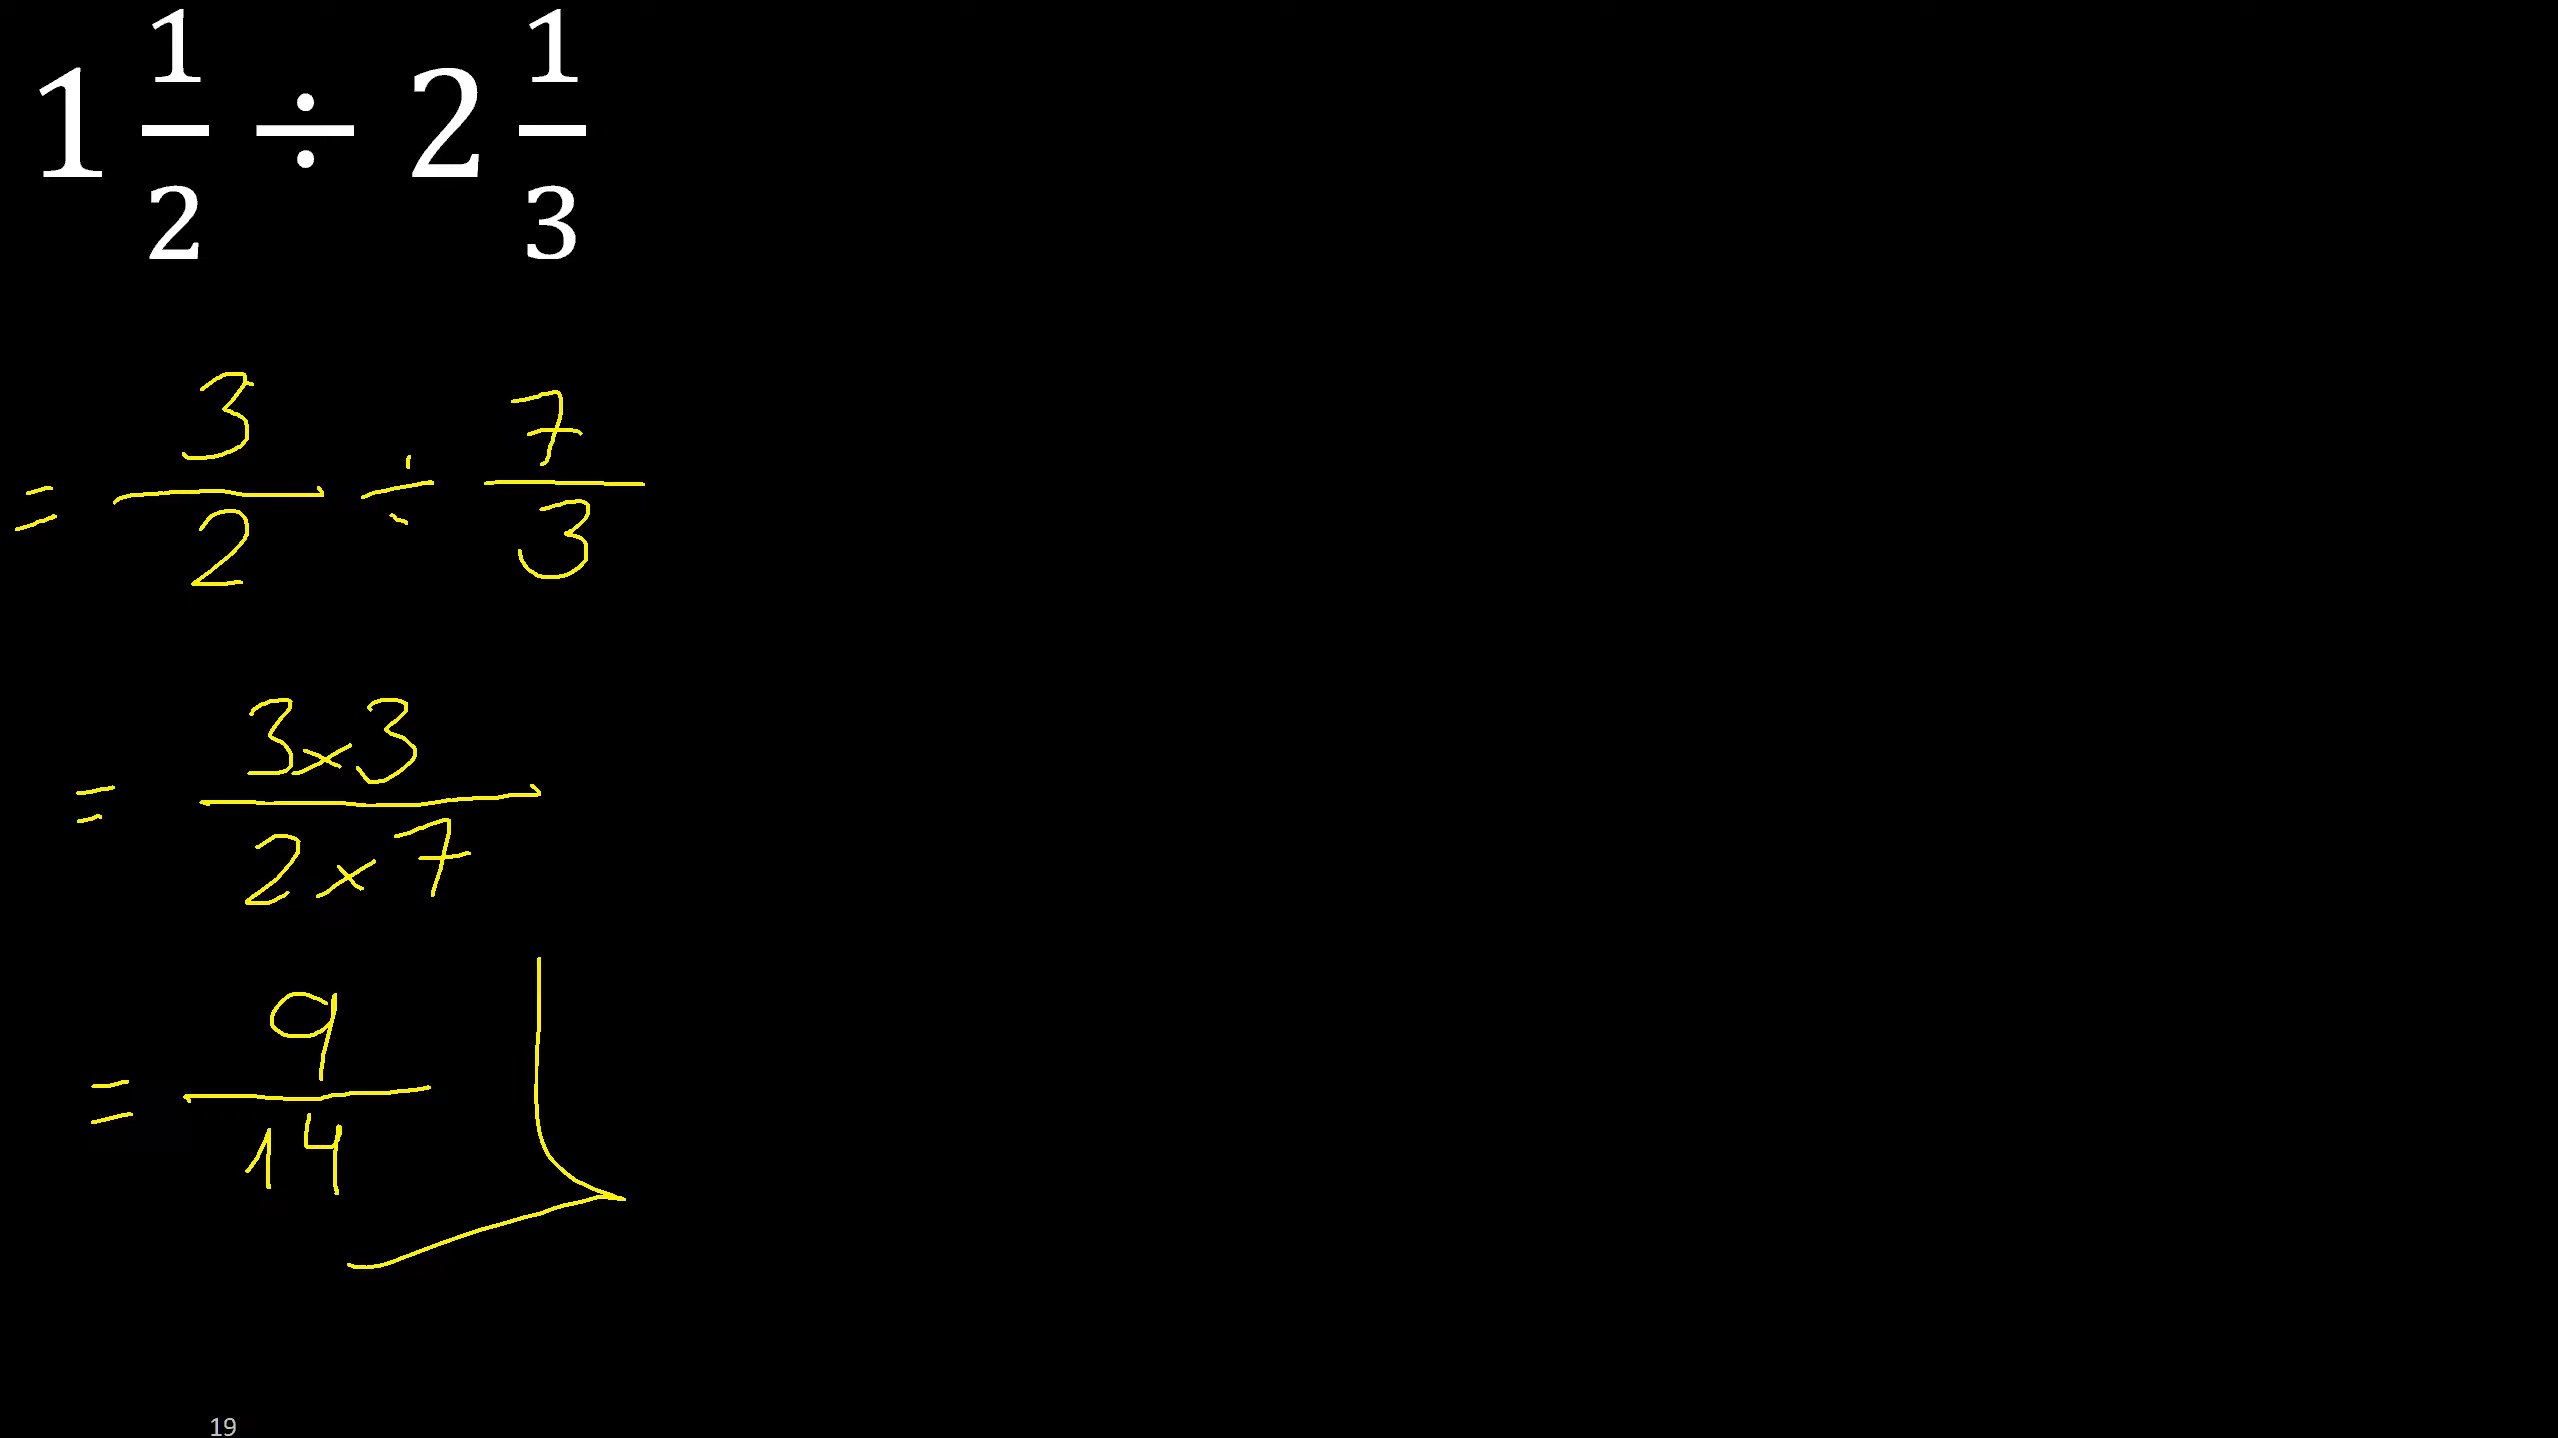 1 1/2 ÷ 2 1/3
= 3/2 ÷ 7/3
= 3×3/2×7
= 9/14
19